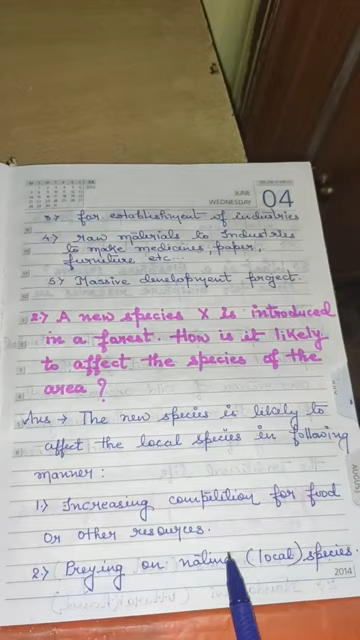 JUNE
WEDNESDAY 04
3.) for establishment of industries
4.) raw materials to Industries
to make medicines, paper,
furniture etc...
5.) Massive development project.
2.) A new species X is introduced
in a forest. How is it likely
to affect the species of the
area ?
Ans → The new species is likely to
affect the local species in following
manner :
1.) Increasing compitition for food
Or other resources.
2.) Preying on native (local) species.
AUGUST
2014